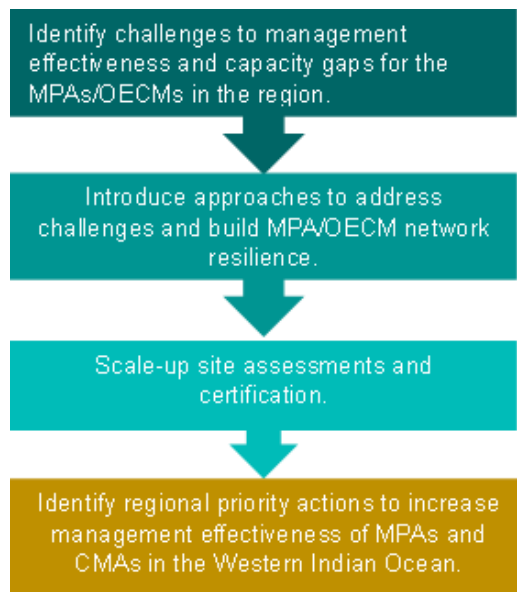 Identify challenges to management
effectiveness and capacity gaps for the
MPAs/OECMs in the region.
Introduce approaches to address
challenges and build MPA/OECM network
resilience.
Scale-up site assessments and
certification.
Identify regional priority actions to increase
management effectiveness of MPAs and
CMAs in the Western Indian Ocean.